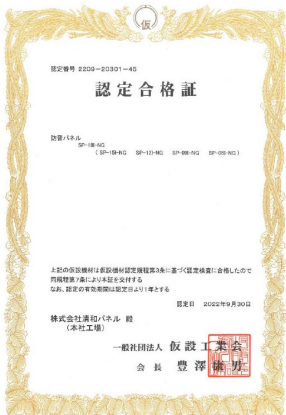 仮
認定番号 2209-20301-45
認定合格証
防音パネル
SP-18-NG
(SP-15-NG SP-12-NG SP-09-NG SP-06-NG)
上記の仮設機材は仮設機材認定規程第3条に基づく認定検査に合格したので
同規程第7条により本証を交付する
なお、認定の有効期間は認定日より1年とする
認定日 2022年9月30日
株式会社清和パネル 殿
(本社工場)
一般社団法人 仮設工業会
会長 豊澤康男